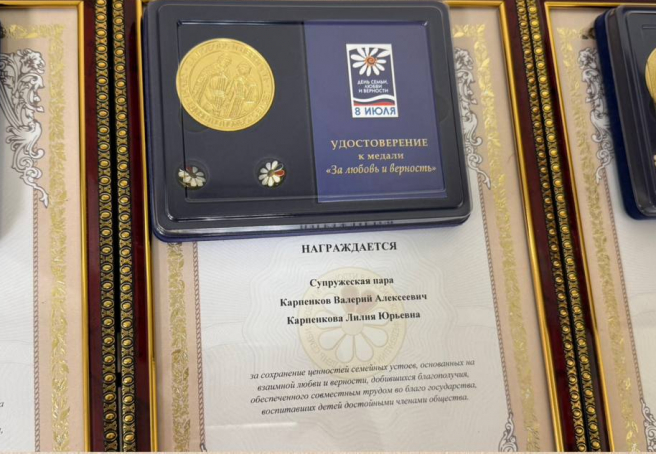 ДЕНЬ СЕМЬИ,
ЛЮБВИ
И ВЕРНОСТИ
8 ИЮЛЯ
УДОСТОВЕРЕНИЕ
к медали
«За любовь и верность»
НАГРАЖДАЕТСЯ
Супружеская пара
Карпенков Валерий Алексеевич
Карпенкова Лилия Юрьевна
за сохранение ценностей семейных устоев, основанных на
взаимной любви и верности, добившихся благополучия,
обеспеченного совместным трудом во благо государства,
воспитавших детей достойными членами общества.